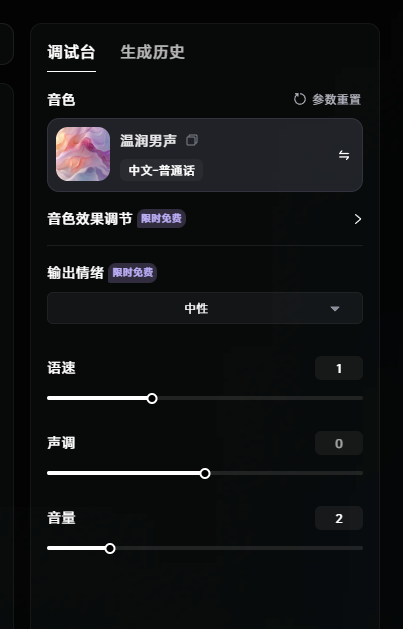 调试台 生成历史
音色 参数重置
温润男声
中文-普通话
音色效果调节 限时免费
输出情绪 限时免费
中性
语速 1
声调 0
音量 2